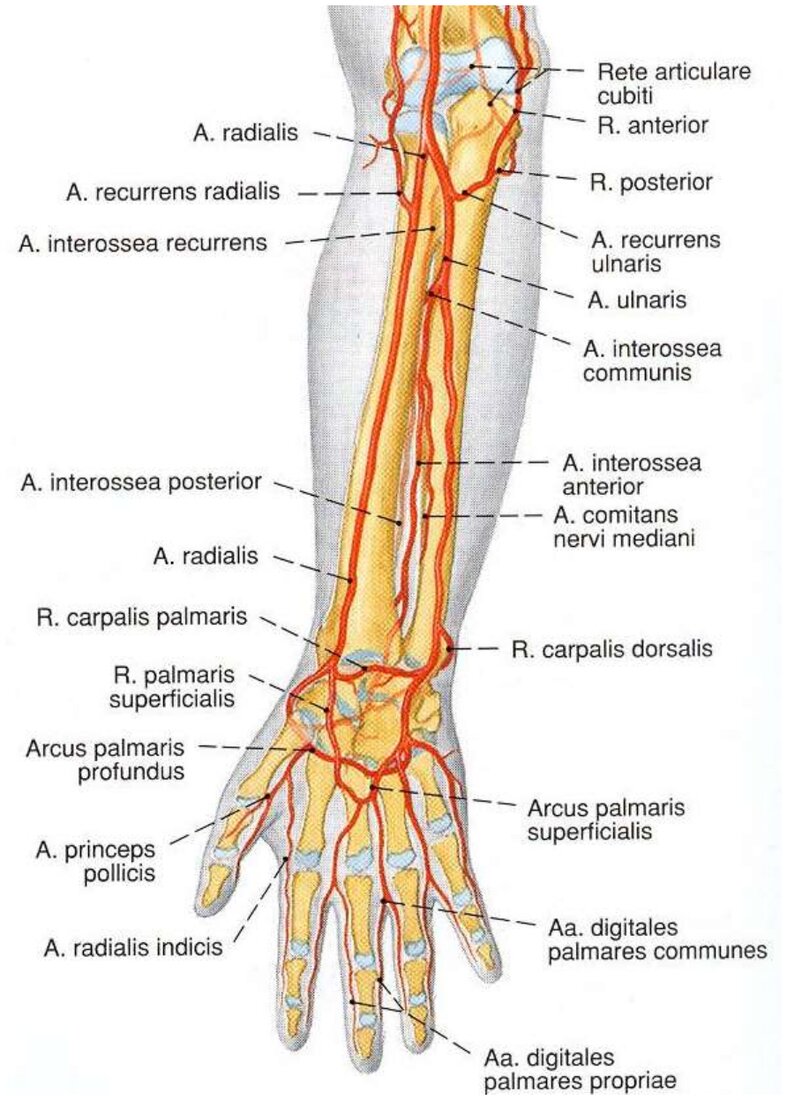 Rete articulare
cubiti
R. anterior
A. radialis
R. posterior
A. recurrens radialis
A. interossea recurrens
A. recurrens
ulnaris
A. ulnaris
A. interossea
communis
A. interossea
anterior
A. interossea posterior
A. comitans
nervi mediani
A. radialis
R. carpalis palmaris
R. carpalis dorsalis
R. palmaris
superficialis
Arcus palmaris
profundus
Arcus palmaris
superficialis
A. princeps
pollicis
Aa. digitales
palmares communes
A. radialis indicis
Aa. digitales
palmares propriae